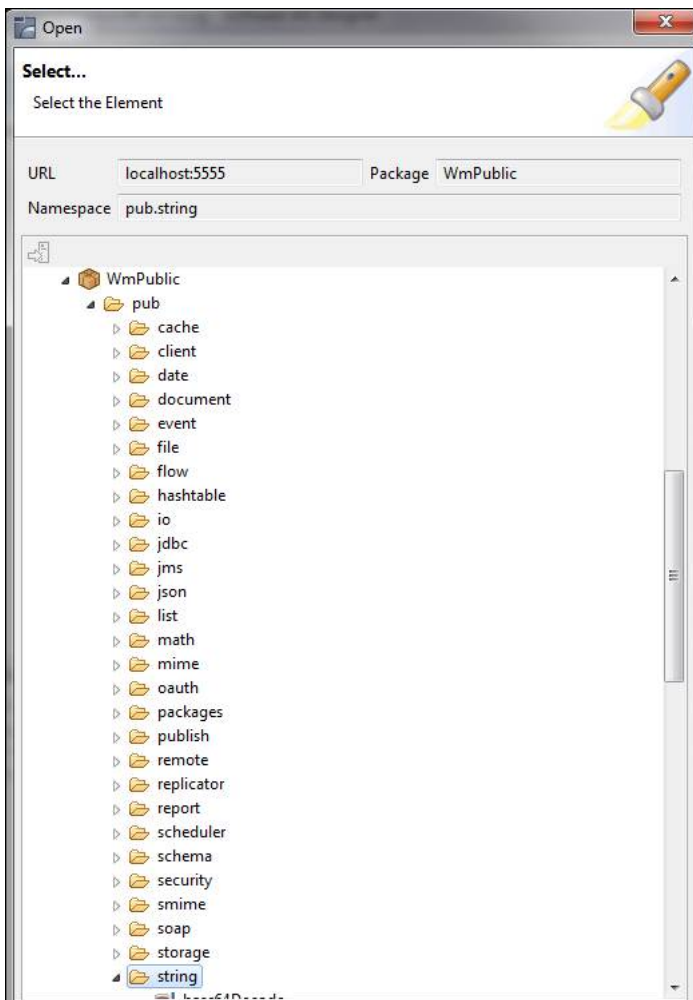 Open
Select...
Select the Element
URL localhost:5555 Package WmPublic
Namespace pub.string
WmPublic
pub
cache
client
date
document
event
file
flow
hashtable
io
jdbc
jms
json
list
math
mime
oauth
packages
publish
remote
replicator
report
scheduler
schema
security
smime
soap
storage
string